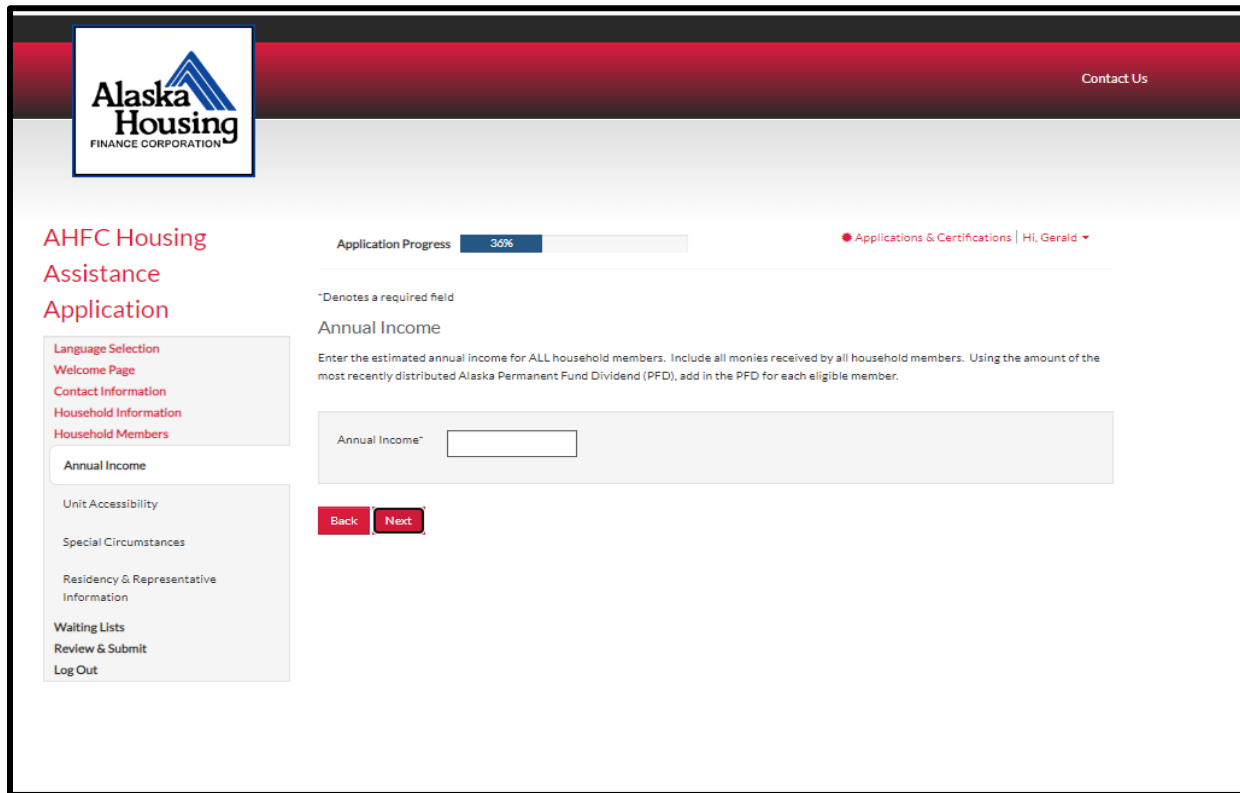 Alaska
Housing
FINANCE CORPORATION
Contact Us
AHFC Housing
Assistance
Application
Application Progress 36%
Applications & Certifications | Hi, Gerald
*Denotes a required field
Annual Income
Enter the estimated annual income for ALL household members. Include all monies received by all household members. Using the amount of the
most recently distributed Alaska Permanent Fund Dividend (PFD), add in the PFD for each eligible member.
Annual Income*
Back Next
Language Selection
Welcome Page
Contact Information
Household Information
Household Members
Annual Income
Unit Accessibility
Special Circumstances
Residency & Representative
Information
Waiting Lists
Review & Submit
Log Out